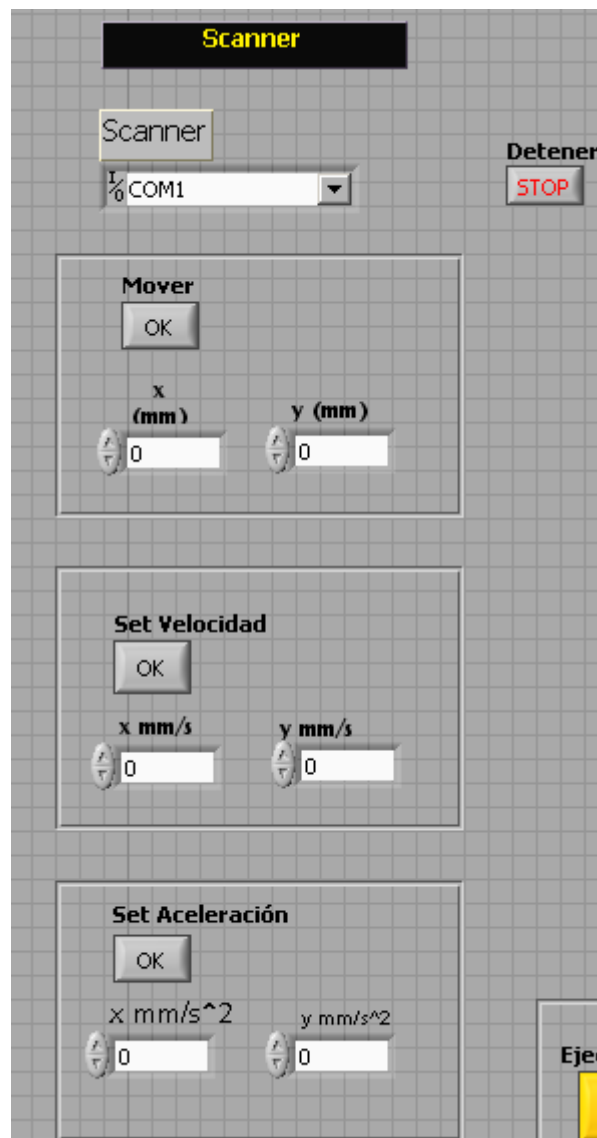 Scanner
Scanner
Detener
I/O COM1
STOP
Mover
OK
x
(mm)
y (mm)
0
0
Set Velocidad
OK
x mm/s
y mm/s
0
0
Set Aceleración
OK
x mm/s^2
y mm/s^2
0
0